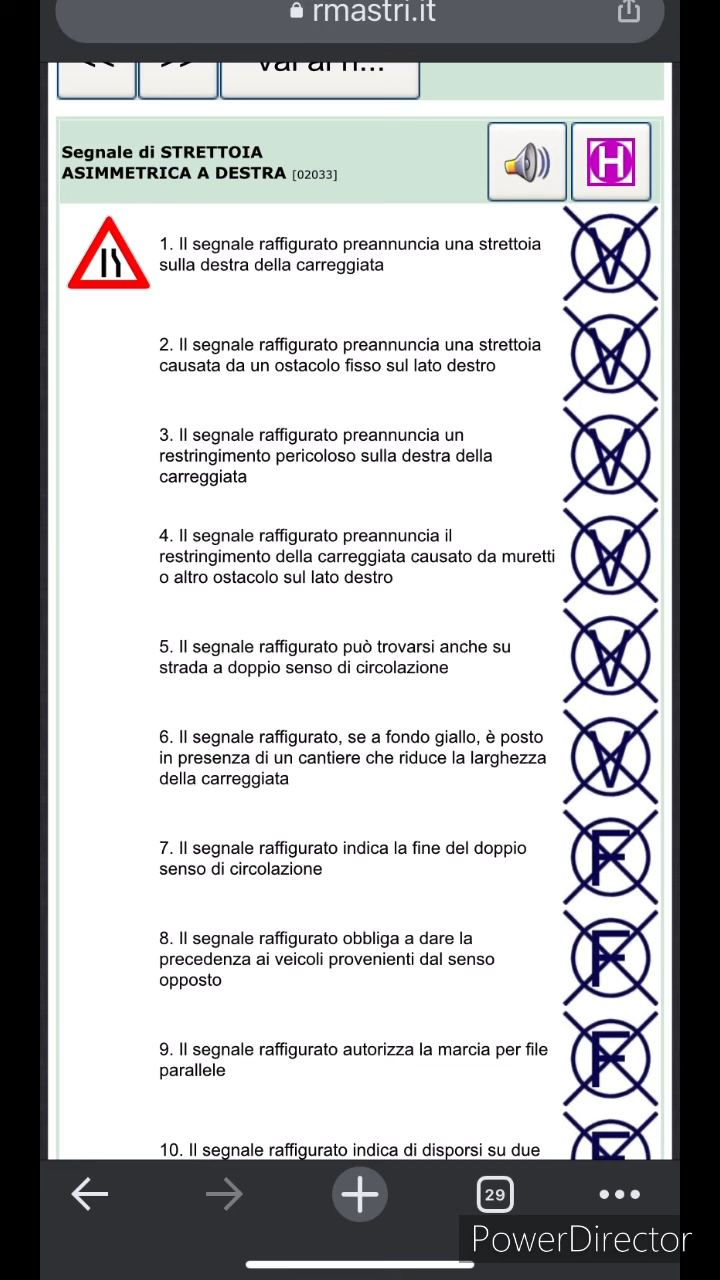 rmastri.it
<< >> Vai al n...
Segnale di STRETTOIA
ASIMMETRICA A DESTRA [02033]
H
1. Il segnale raffigurato preannuncia una strettoia
sulla destra della carreggiata
V
2. Il segnale raffigurato preannuncia una strettoia
causata da un ostacolo fisso sul lato destro
V
3. Il segnale raffigurato preannuncia un
restringimento pericoloso sulla destra della
carreggiata
V
4. Il segnale raffigurato preannuncia il
restringimento della carreggiata causato da muretti
o altro ostacolo sul lato destro
V
5. Il segnale raffigurato può trovarsi anche su
strada a doppio senso di circolazione
V
6. Il segnale raffigurato, se a fondo giallo, è posto
in presenza di un cantiere che riduce la larghezza
della carreggiata
V
7. Il segnale raffigurato indica la fine del doppio
senso di circolazione
F
8. Il segnale raffigurato obbliga a dare la
precedenza ai veicoli provenienti dal senso
opposto
F
9. Il segnale raffigurato autorizza la marcia per file
parallele
F
10. Il segnale raffigurato indica di disporsi su due
F
29
PowerDirector